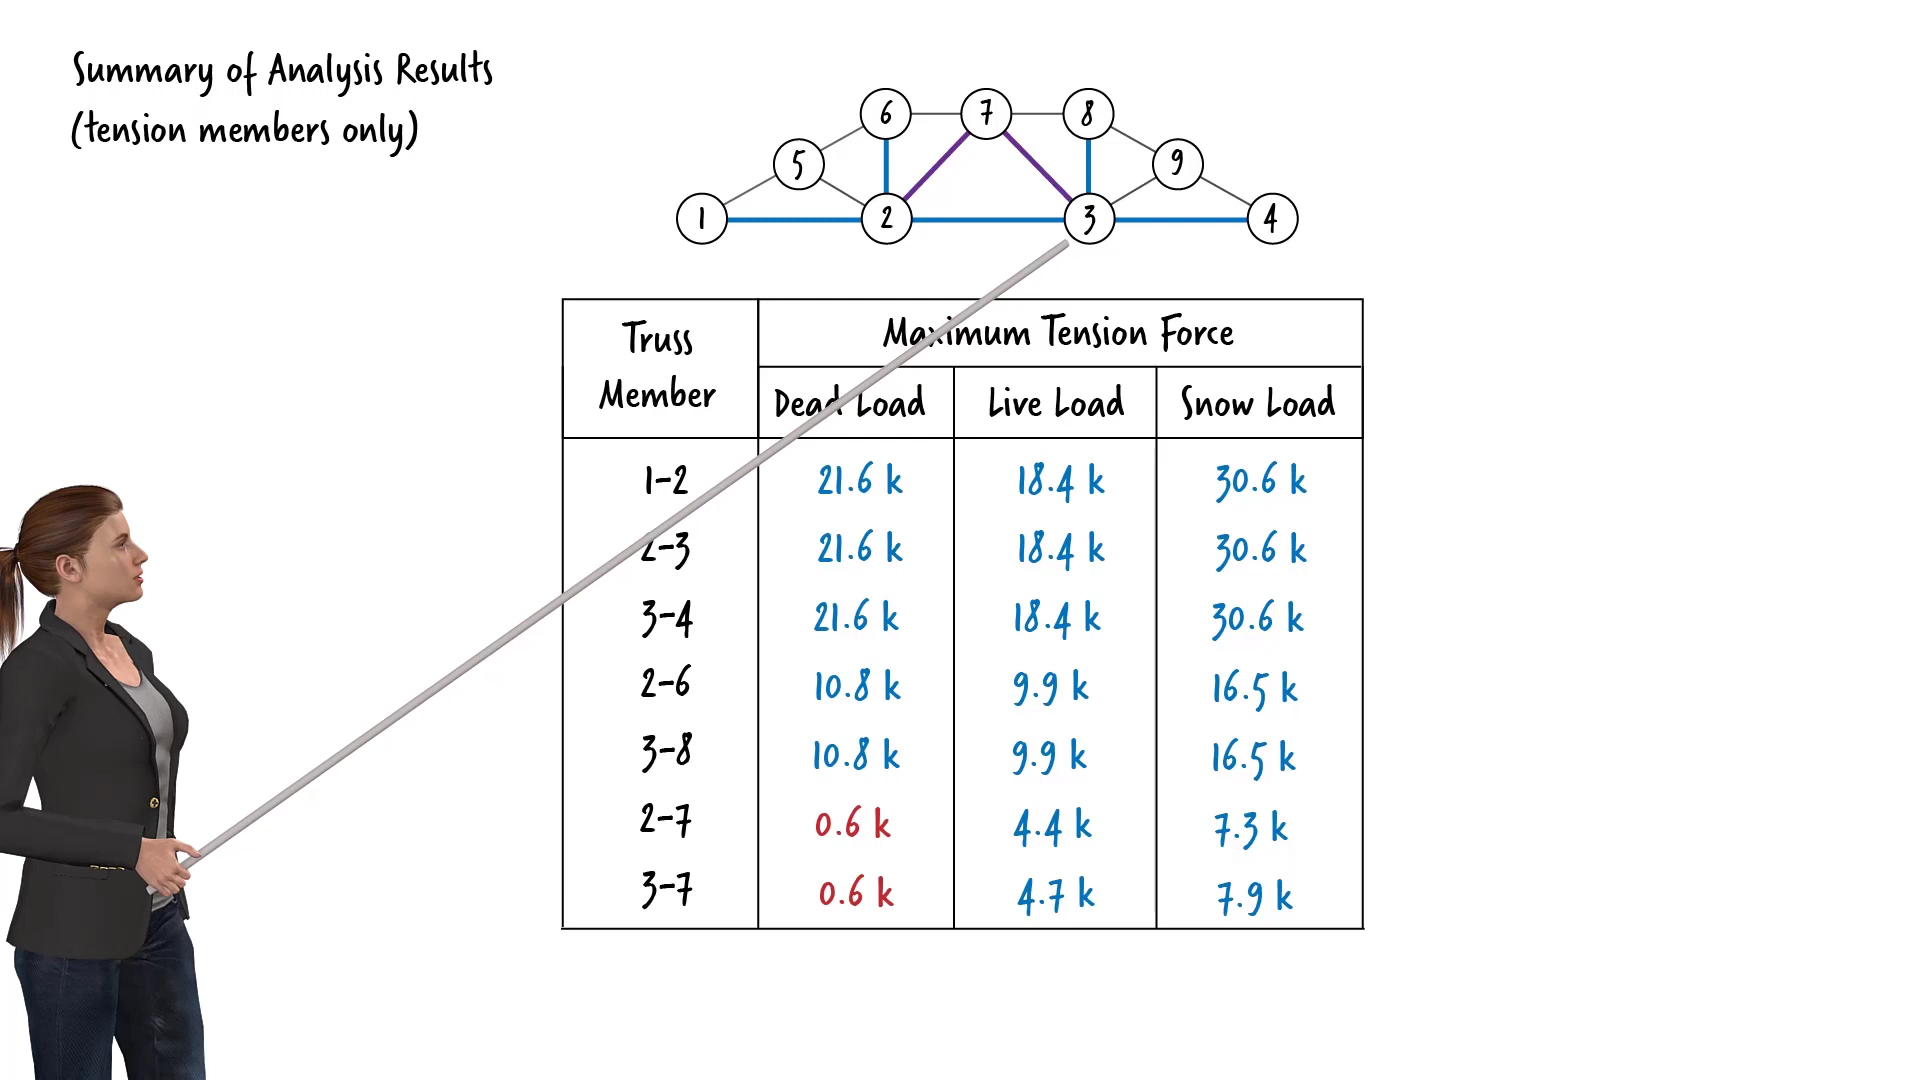 Summary of Analysis Results
(tension members only)
6 7 8
5 9
1 2 3 4
Truss Member
Maximum Tension Force
Dead Load Live Load Snow Load
1-2 21.6 k 18.4 k 30.6 k
2-3 21.6 k 18.4 k 30.6 k
3-4 21.6 k 18.4 k 30.6 k
2-6 10.8 k 9.9 k 16.5 k
3-8 10.8 k 9.9 k 16.5 k
2-7 0.6 k 4.4 k 7.3 k
3-7 0.6 k 4.7 k 7.9 k